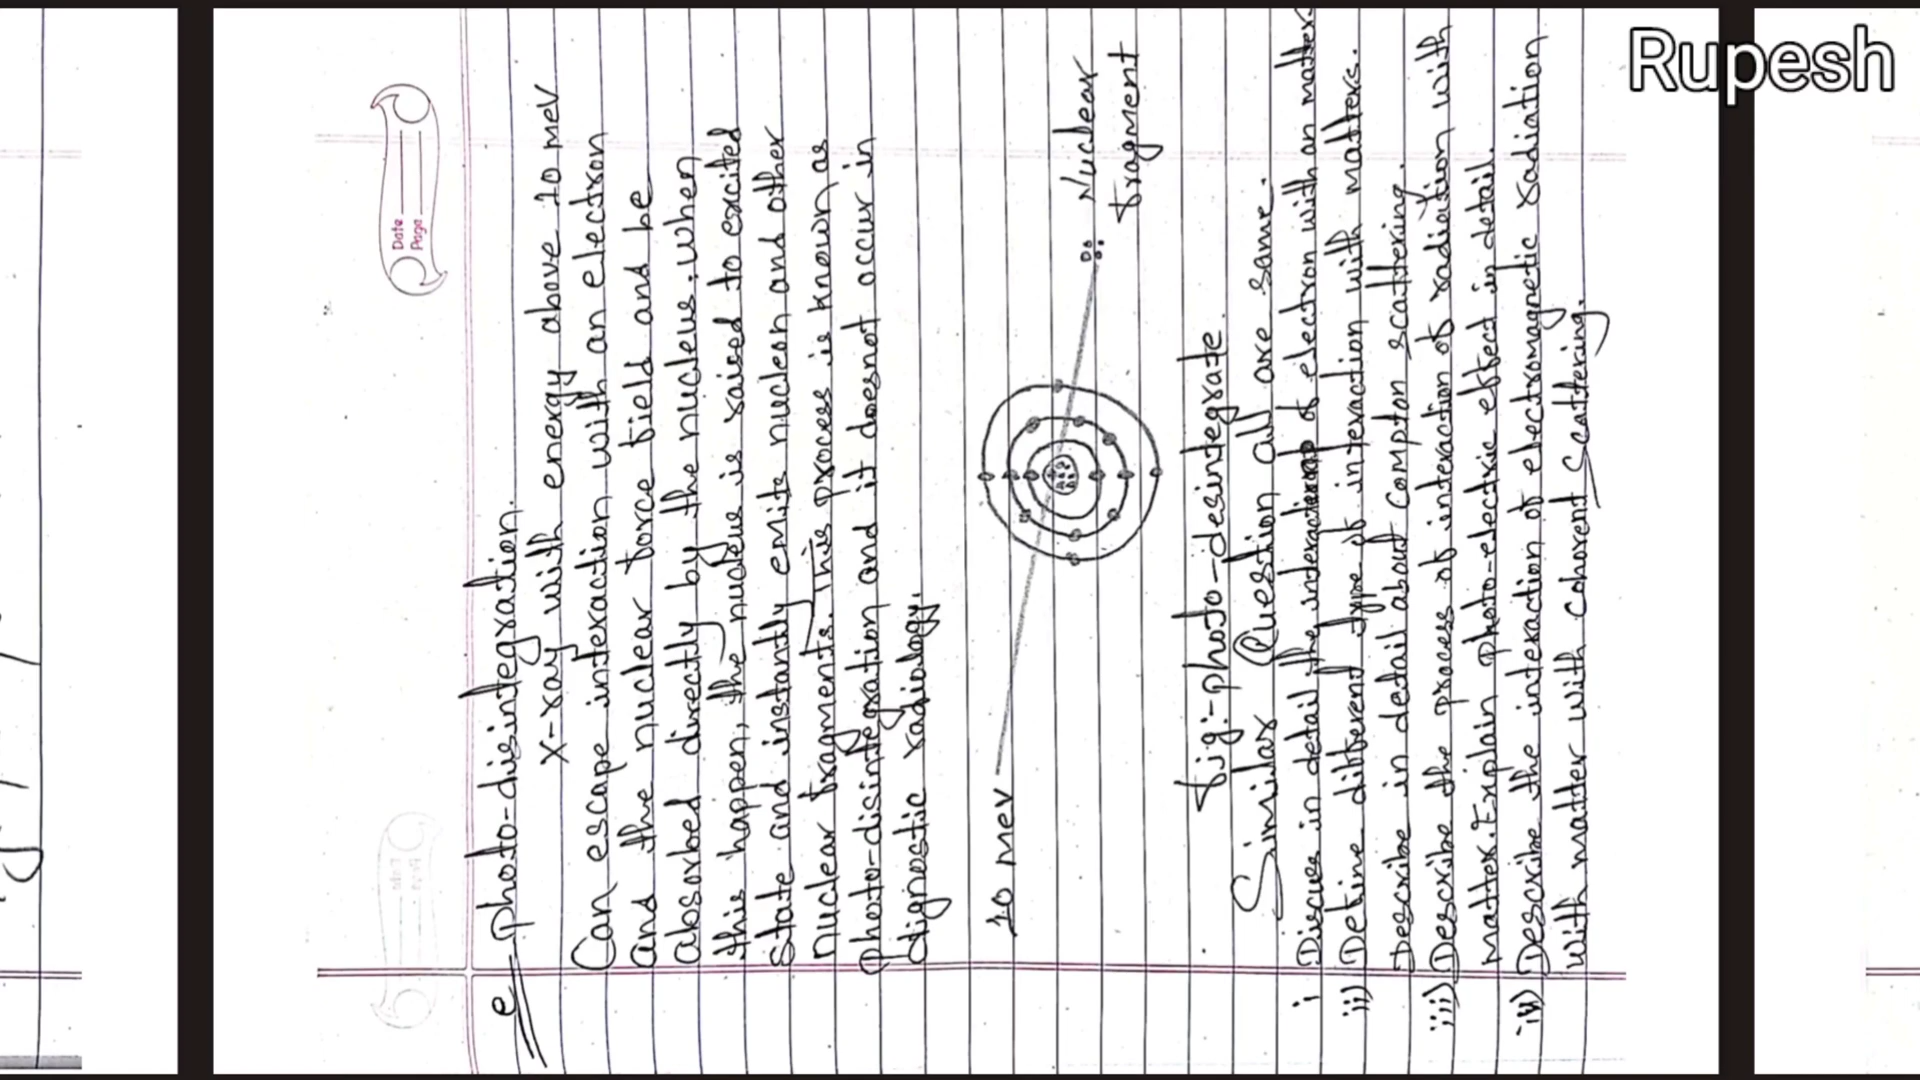 Rupesh
Date
Page
e photo-disintegration.
X-ray with energy above 10 mev
Can escape interaction with an electron
and the nuclear force field and be
absorbed directly by the nucleus. When
this happen, the nucleus is raised to excited
state and instantly emits nucleon and other
nuclear fragments. This process is known as
photo-disintegration and it doesnot occur in
dignostic radiology.
10 mev
Nuclear
fragment
fig:- photo-desintegrate.
Similar Question all are same.
i Discues in detail the interactions of electron with an matter.
ii) Define different type of interaction with matters.
Describe in detail about compton scattering.
iii) Describe the process of interaction of radiation with
matter. Explain photo-electric effect in detail.
iv) Describe the interaction of electromagnetic radiation
with matter with cohorent scattering.